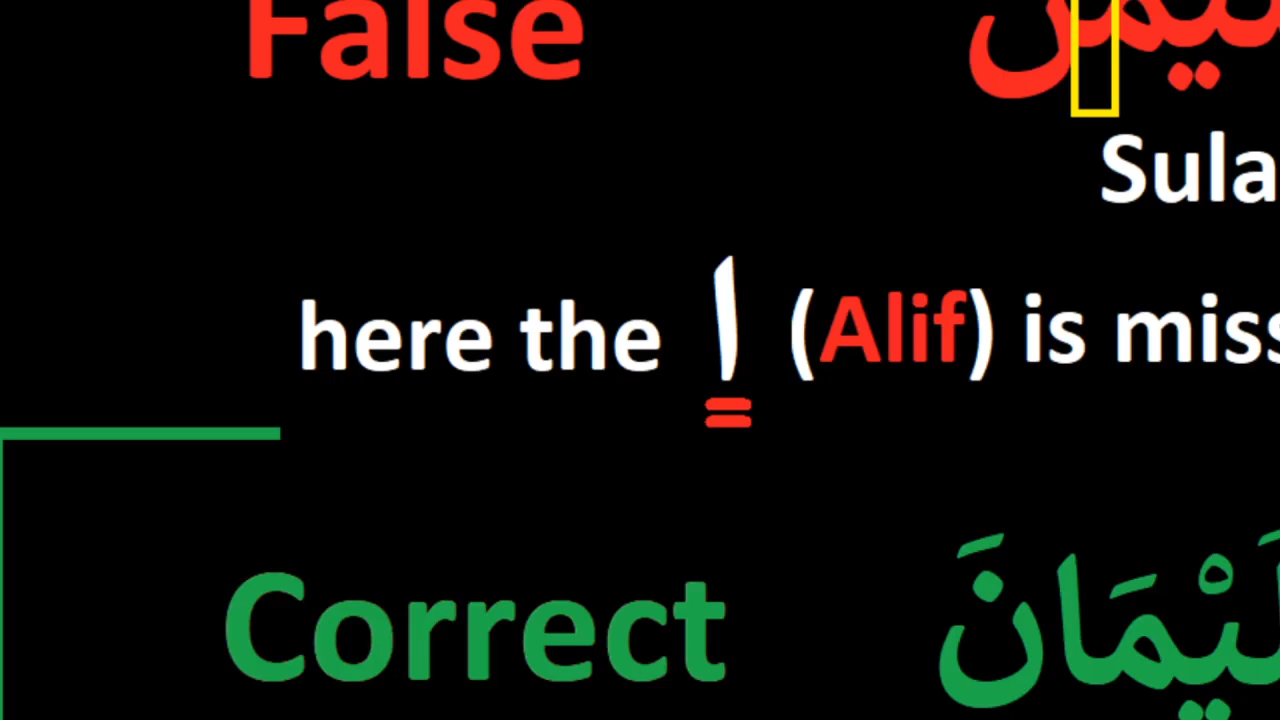 False
Sula
here the ا (Alif) is miss
Correct